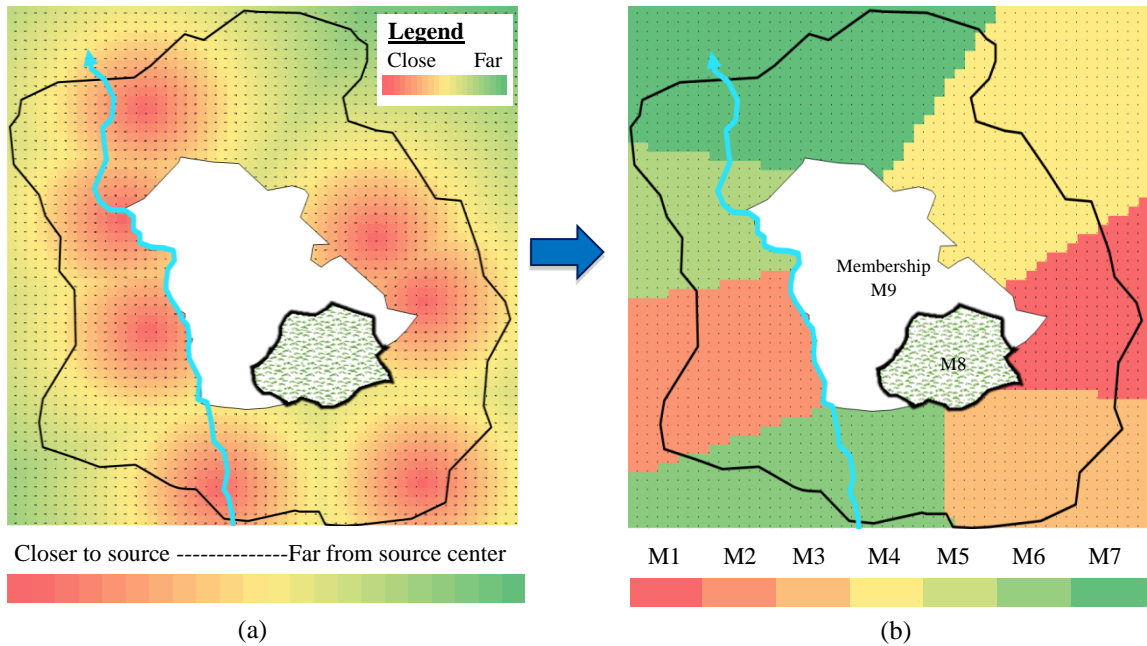 Legend
Close Far
Membership
M9
M8
Closer to source --------------Far from source center
M1 M2 M3 M4 M5 M6 M7
(a)
(b)